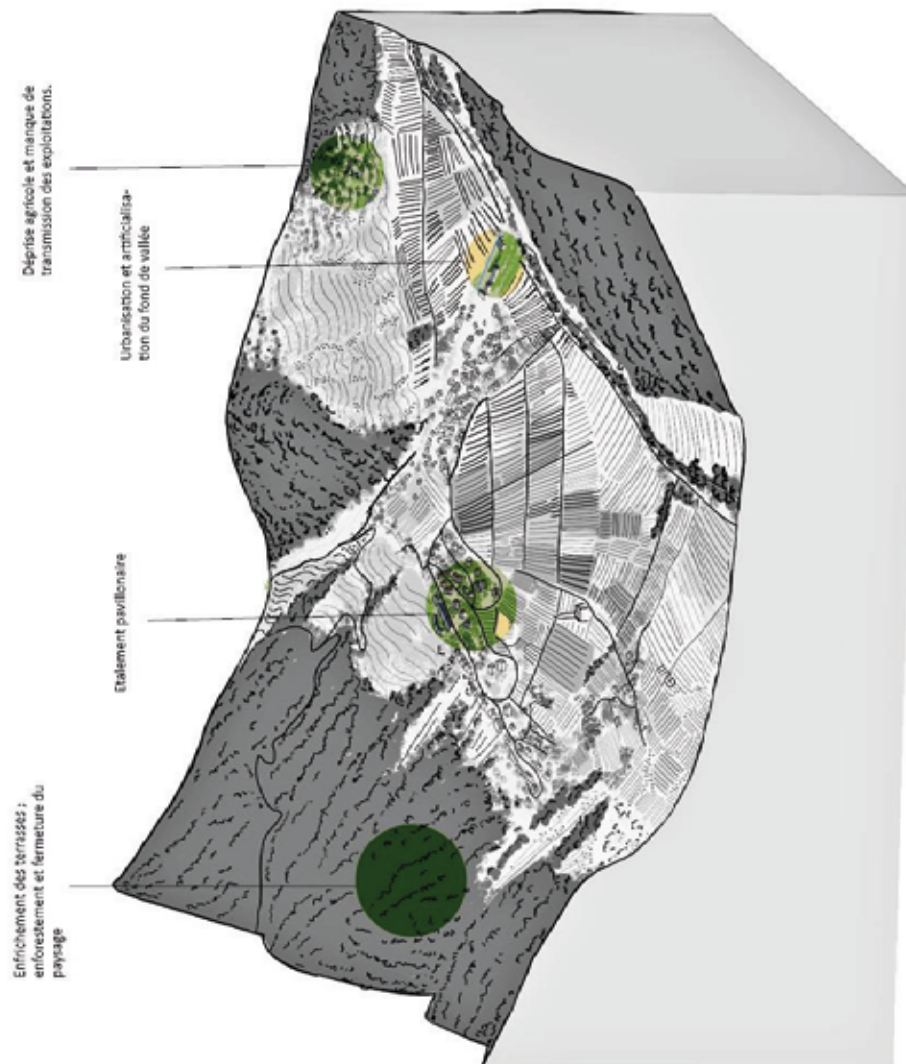 Enfrichement des terrasses ;
enforestement et fermeture du
paysage
Etalement pavillonaire
Urbanisation et artificialisa-
tion du fond de vallée
Déprise agricole et manque de
transmission des exploitations.